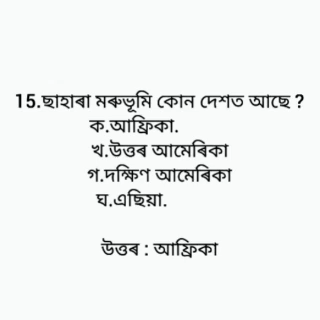 15.ছাহাৰা মৰুভূমি কোন দেশত আছে ?
ক.আফ্ৰিকা.
খ.উত্তৰ আমেৰিকা
গ.দক্ষিণ আমেৰিকা
ঘ.এছিয়া.
উত্তৰ : আফ্ৰিকা